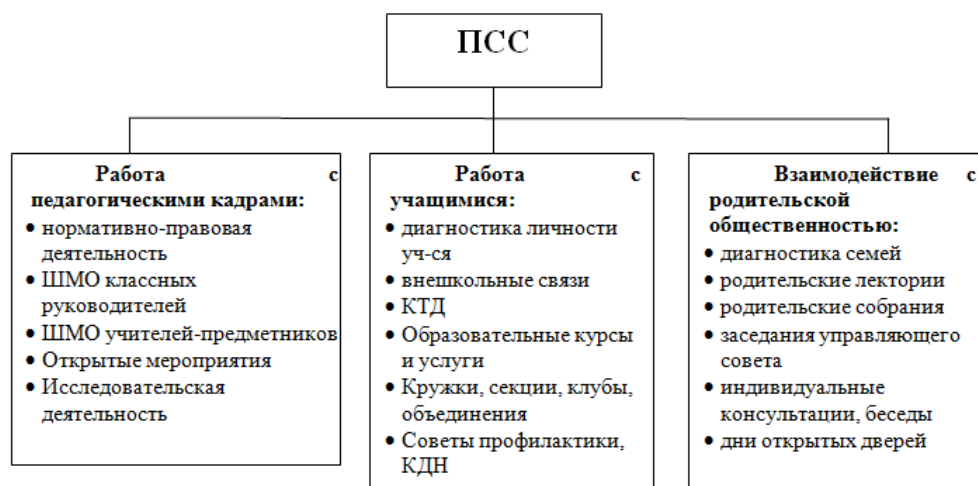 ПСС
Работа с
педагогическими кадрами:
• нормативно-правовая
деятельность
• ШМО классных
руководителей
• ШМО учителей-предметников
• Открытые мероприятия
• Исследовательская
деятельность
Работа с
учащимися:
• диагностика личности
уч-ся
• внешкольные связи
• КТД
• Образовательные курсы
и услуги
• Кружки, секции, клубы,
объединения
• Советы профилактики,
КДН
Взаимодействие с
родительской
общественностью:
• диагностика семей
• родительские лектории
• родительские собрания
• заседания управляющего
совета
• индивидуальные
консультации, беседы
• дни открытых дверей